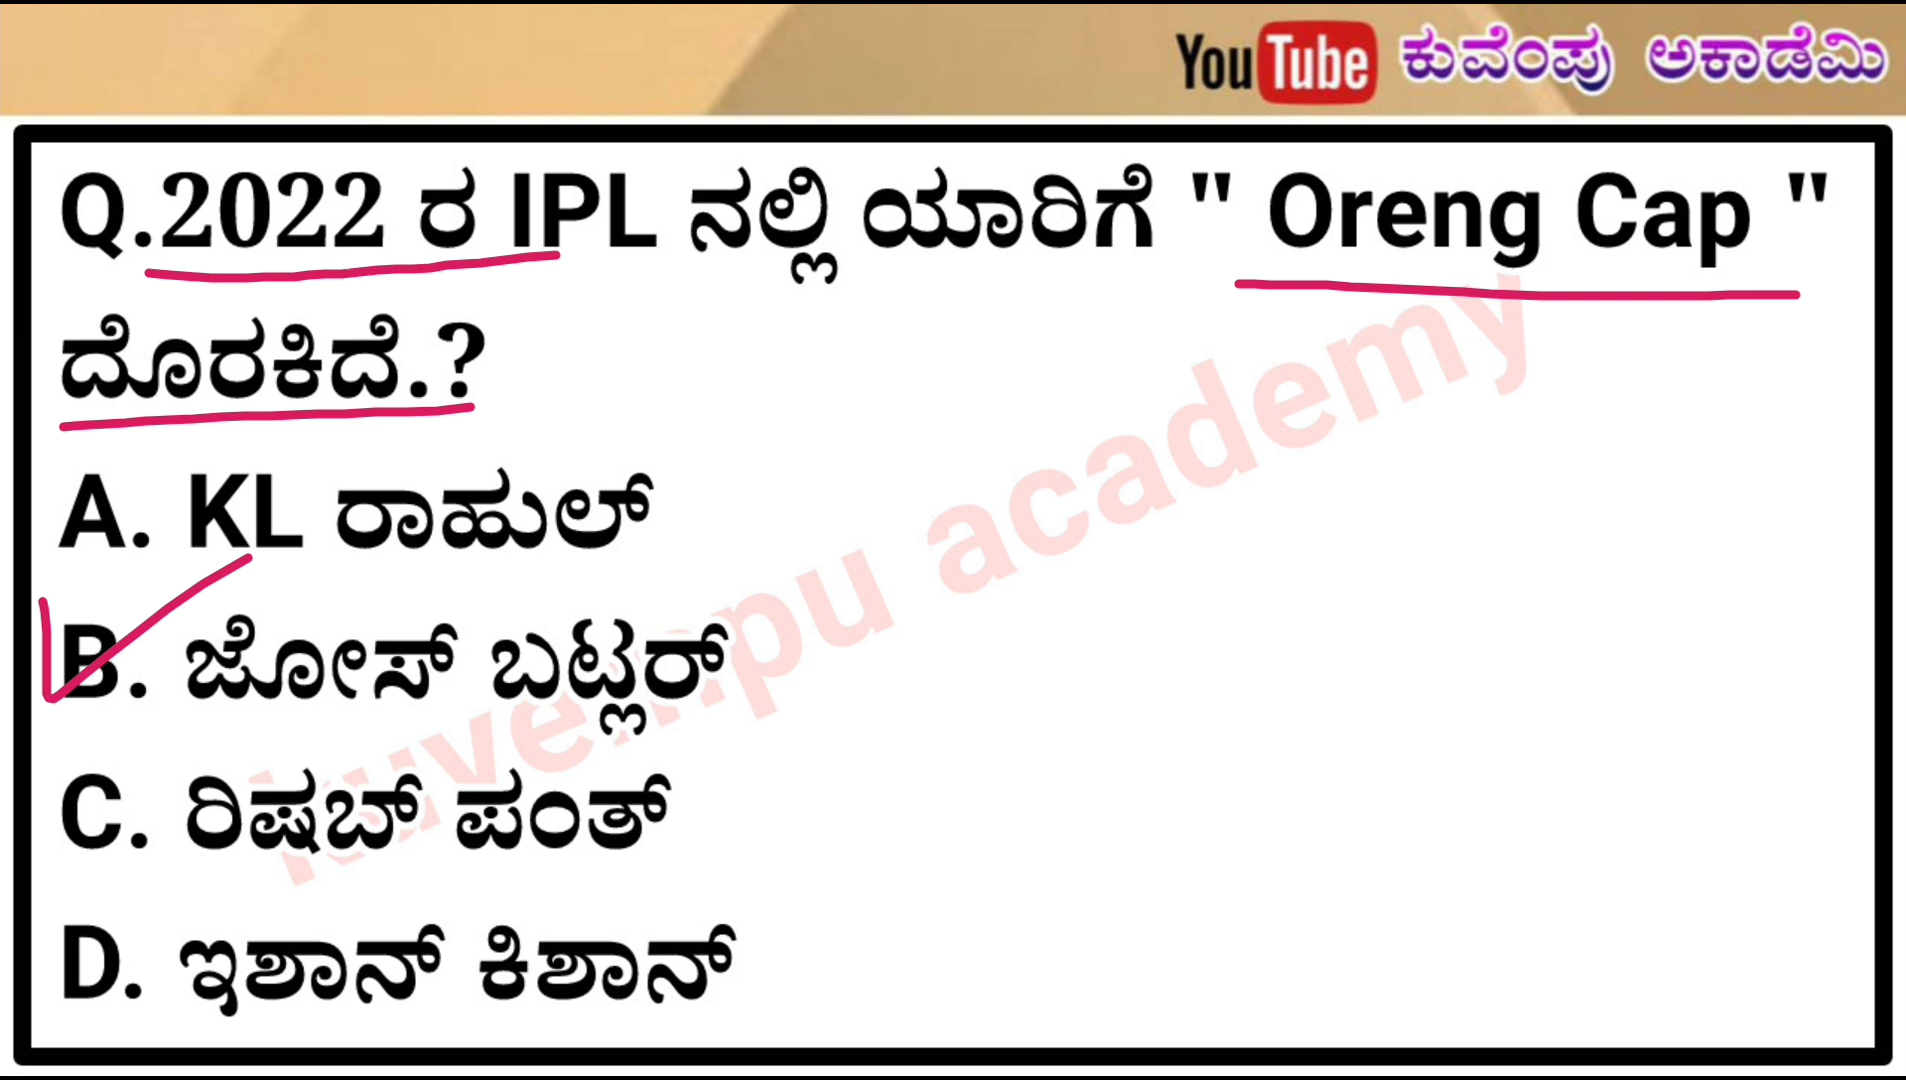 YouTube ಕುವೆಂಪು ಅಕಾಡೆಮಿ
Q.2022 ರ IPL ನಲ್ಲಿ ಯಾರಿಗೆ " Oreng Cap "
ದೊರಕಿದೆ.?
A. KL ರಾಹುಲ್
B. ಜೋಸ್ ಬಟ್ಲರ್
C. ರಿಷಬ್ ಪಂತ್
D. ಇಶಾನ್ ಕಿಶಾನ್
kuvempu academy